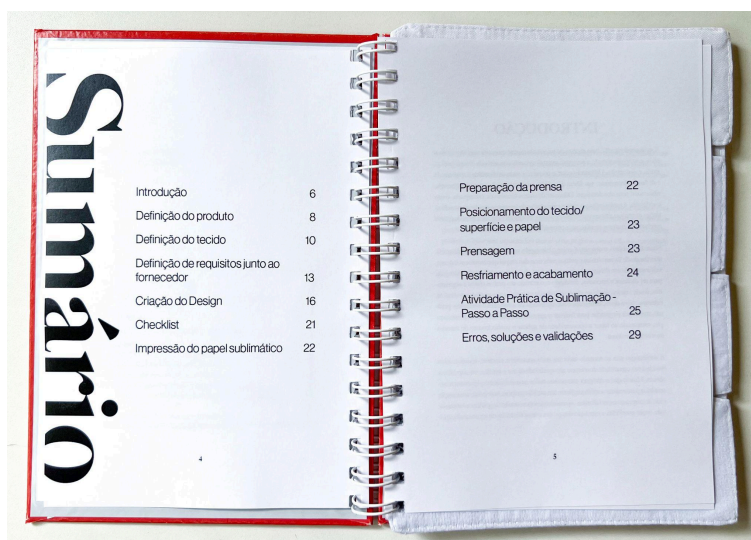 Sumário
Introdução 6
Definição do produto 8
Definição do tecido 10
Definição de requisitos junto ao
fornecedor 13
Criação do Design 16
Checklist 21
Impressão do papel sublimático 22
4
Preparação da prensa 22
Posicionamento do tecido/
superfície e papel 23
Prensagem 23
Resfriamento e acabamento 24
Atividade Prática de Sublimação -
Passo a Passo 25
Erros, soluções e validações 29
5
INTRODUÇÃO